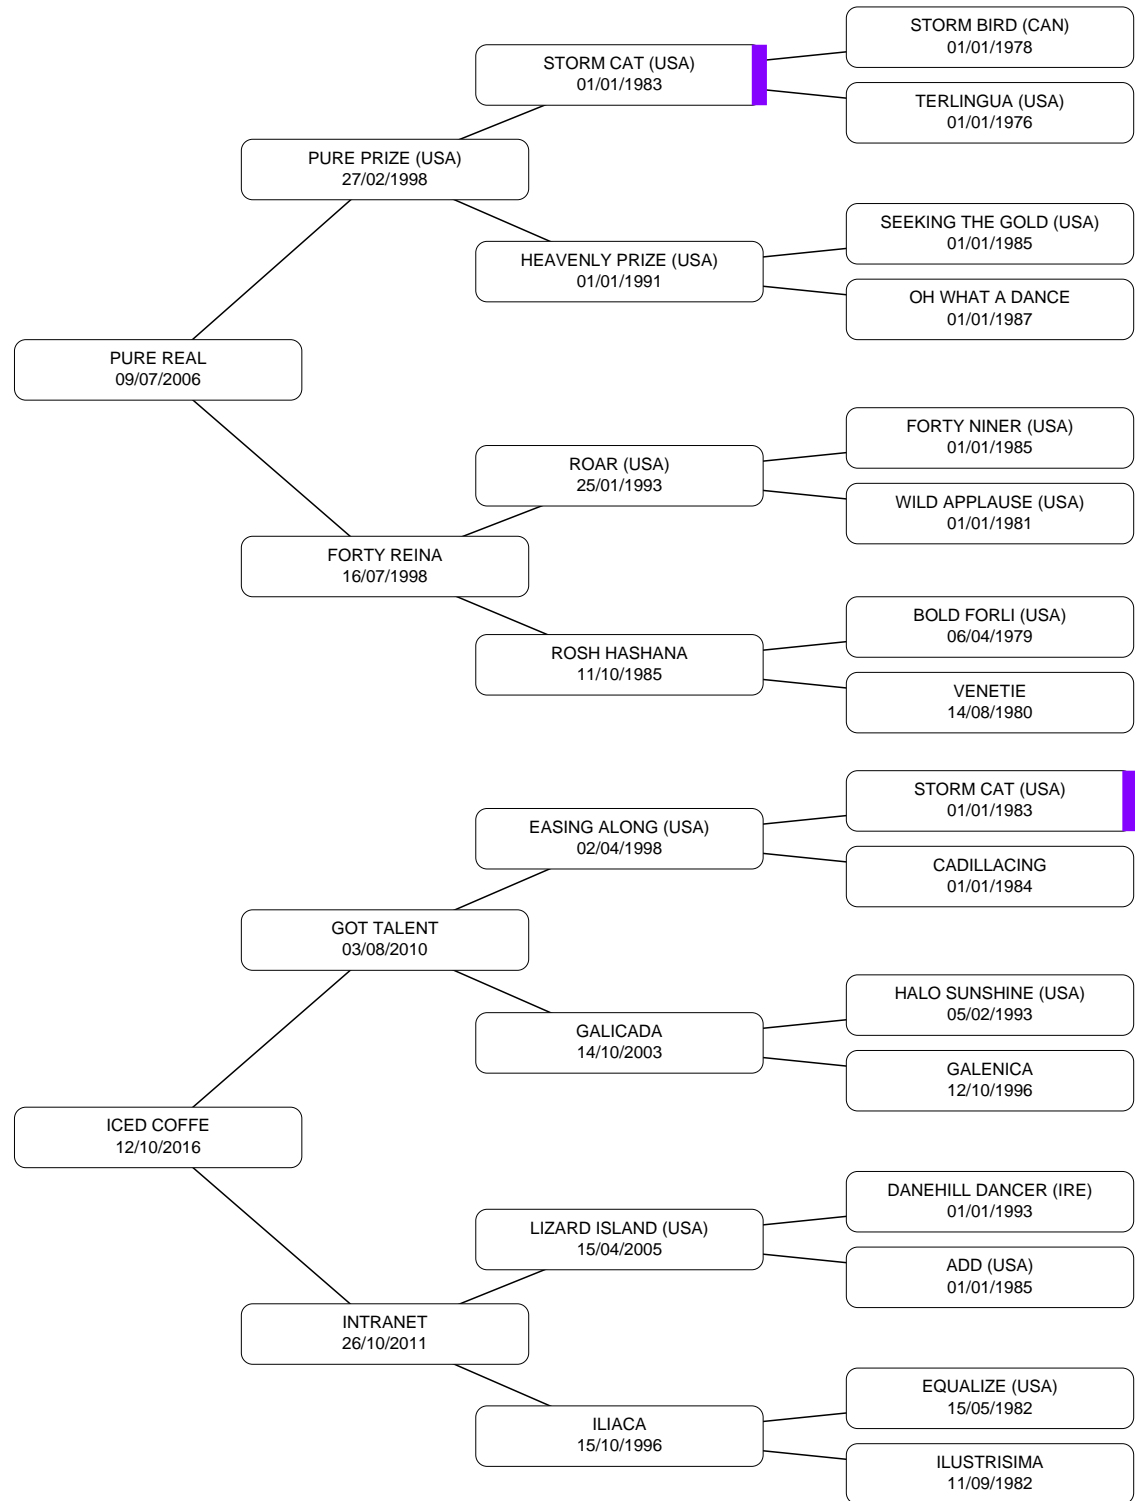 STORM BIRD (CAN)
01/01/1978
STORM CAT (USA)
01/01/1983
TERLINGUA (USA)
01/01/1976
PURE PRIZE (USA)
27/02/1998
SEEKING THE GOLD (USA)
01/01/1985
HEAVENLY PRIZE (USA)
01/01/1991
OH WHAT A DANCE
01/01/1987
PURE REAL
09/07/2006
FORTY NINER (USA)
01/01/1985
ROAR (USA)
25/01/1993
WILD APPLAUSE (USA)
01/01/1981
FORTY REINA
16/07/1998
BOLD FORLI (USA)
06/04/1979
ROSH HASHANA
11/10/1985
VENETIE
14/08/1980
STORM CAT (USA)
01/01/1983
EASING ALONG (USA)
02/04/1998
CADILLACING
01/01/1984
GOT TALENT
03/08/2010
HALO SUNSHINE (USA)
05/02/1993
GALICADA
14/10/2003
GALENICA
12/10/1996
ICED COFFE
12/10/2016
DANEHILL DANCER (IRE)
01/01/1993
LIZARD ISLAND (USA)
15/04/2005
ADD (USA)
01/01/1985
INTRANET
26/10/2011
EQUALIZE (USA)
15/05/1982
ILIACA
15/10/1996
ILUSTRISIMA
11/09/1982